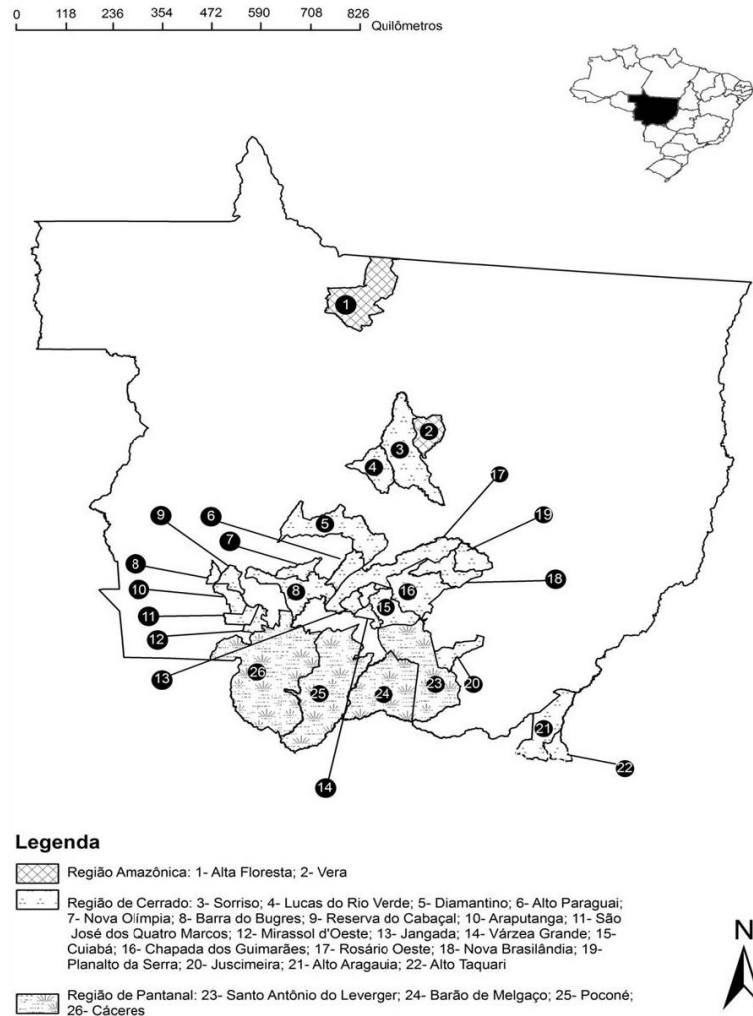 0 118 236 354 472 590 708 826
Quilômetros
1
2
3
4
17
9
6
5
19
7
8
8
16
18
10
15
11
12
13
26
25
24
23
20
21
22
14
Legenda
Região Amazônica: 1- Alta Floresta; 2- Vera
Região de Cerrado: 3- Sorriso; 4- Lucas do Rio Verde; 5- Diamantino; 6- Alto Paraguai;
7- Nova Olímpia; 8- Barra do Bugres; 9- Reserva do Cabaçal; 10- Araputanga; 11- São
José dos Quatro Marcos; 12- Mirassol d'Oeste; 13- Jangada; 14- Várzea Grande; 15-
Cuiabá; 16- Chapada dos Guimarães; 17- Rosário Oeste; 18- Nova Brasilândia; 19-
Planalto da Serra; 20- Juscimeira; 21- Alto Aragauia; 22- Alto Taquari
N
Região de Pantanal: 23- Santo Antônio do Leverger; 24- Barão de Melgaço; 25- Poconé;
26- Cáceres